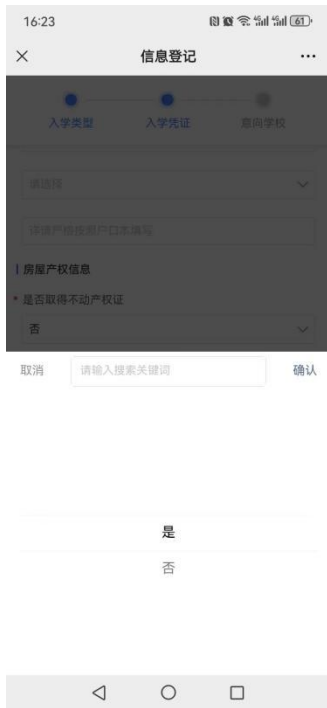 16:23
61
信息登记
入学类型
入学凭证
意向学校
请选择
详请严格按照户口本填写
房屋产权信息
* 是否取得不动产权证
否
取消
请输入搜索关键词
确认
是
否